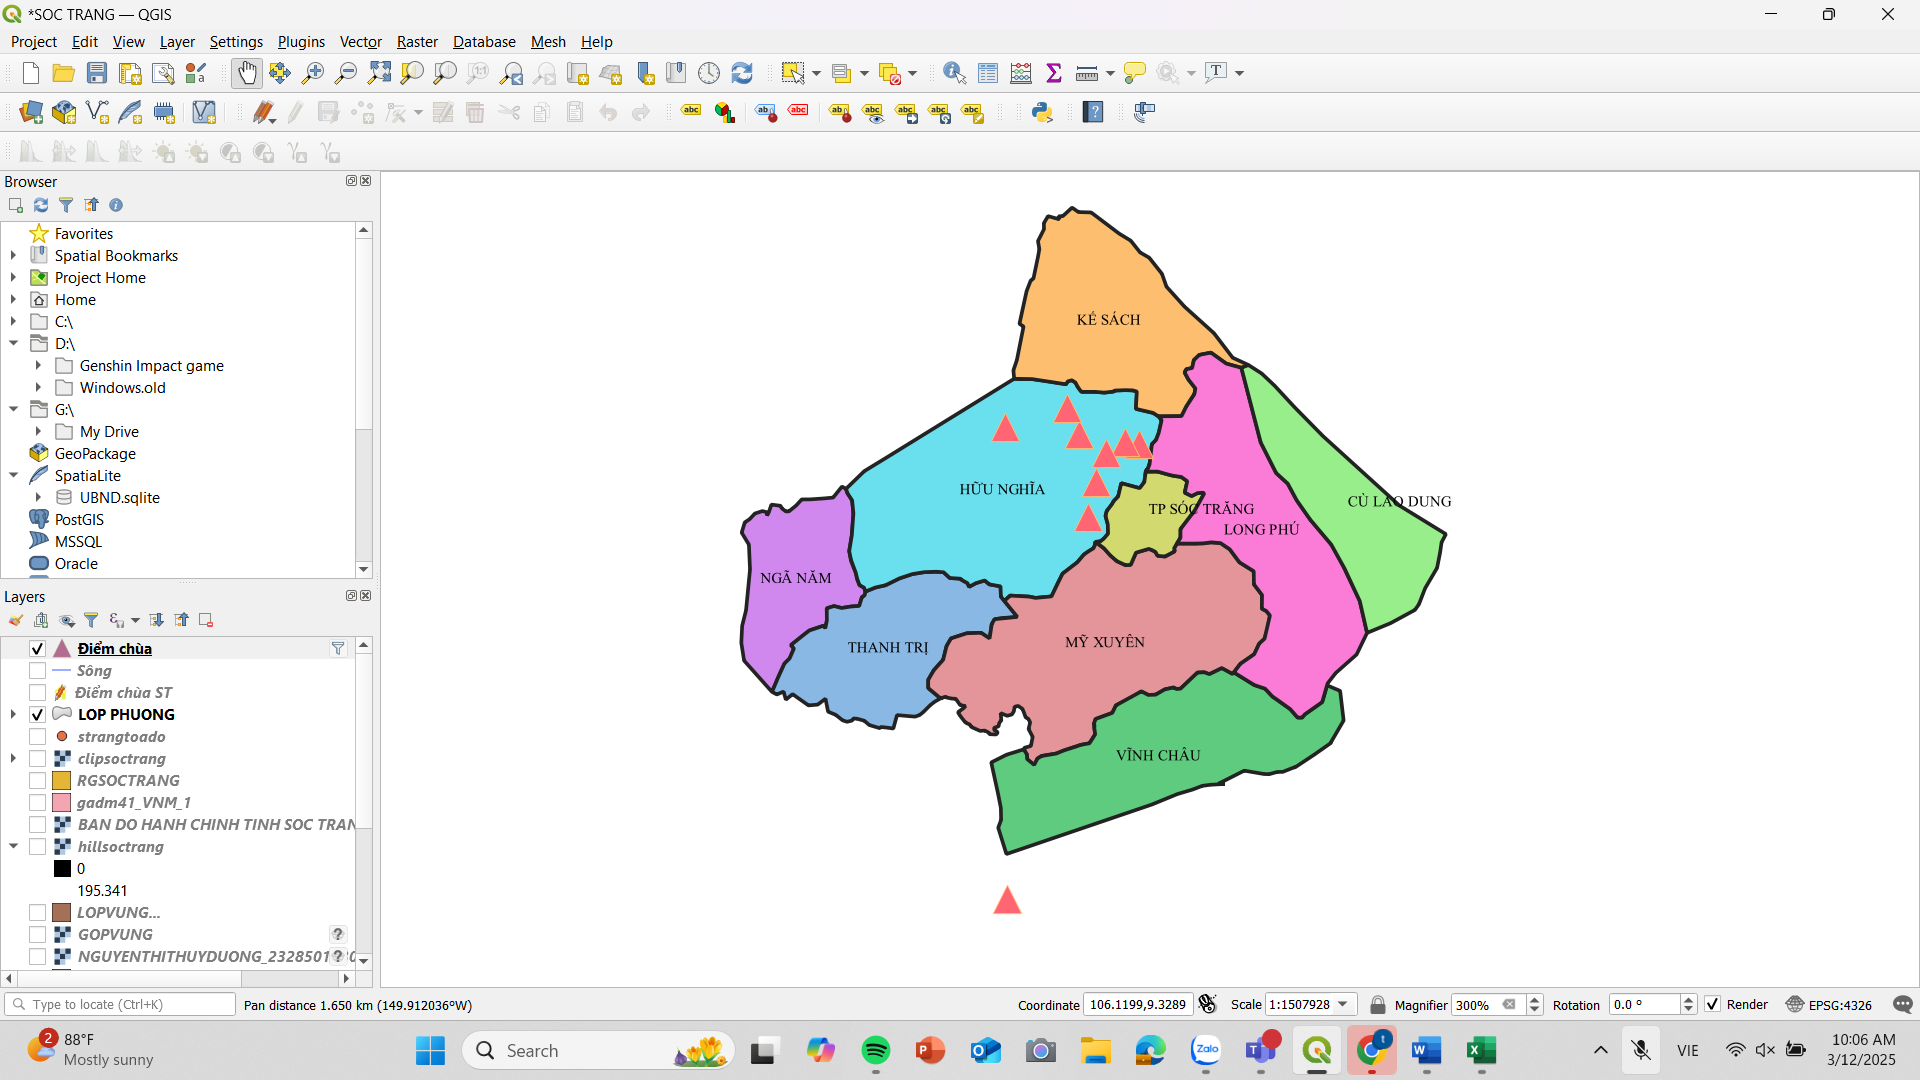 *SOC TRANG — QGIS
Project Edit View Layer Settings Plugins Vector Raster Database Mesh Help
Browser
Favorites
Spatial Bookmarks
Project Home
Home
C:\
D:\
Genshin Impact game
Windows.old
G:\
My Drive
GeoPackage
SpatiaLite
UBND.sqlite
PostGIS
MSSQL
Oracle
Layers
Điểm chùa
Sông
Điểm chùa ST
LOP PHUONG
strangtoado
clipsoctrang
RGSOCTRANG
gadm41_VNM_1
BAN DO HANH CHINH TINH SOC TRAN
hillsoctrang
0
195.341
LOPVUNG...
GOPVUNG
NGUYENTHITHUYDUONG_2328501
KẾ SÁCH
HỮU NGHĨA
CÙ LAO DUNG
TP SÓC TRĂNG
LONG PHÚ
NGÃ NĂM
THANH TRỊ
MỸ XUYÊN
VĨNH CHÂU
Type to locate (Ctrl+K) Pan distance 1.650 km (149.912036°W) Coordinate 106.1199,9.3289 Scale 1:1507928 Magnifier 300% Rotation 0.0 ° Render EPSG:4326
2
88°F
Mostly sunny
Search
Zalo
VIE
10:06 AM
3/12/2025